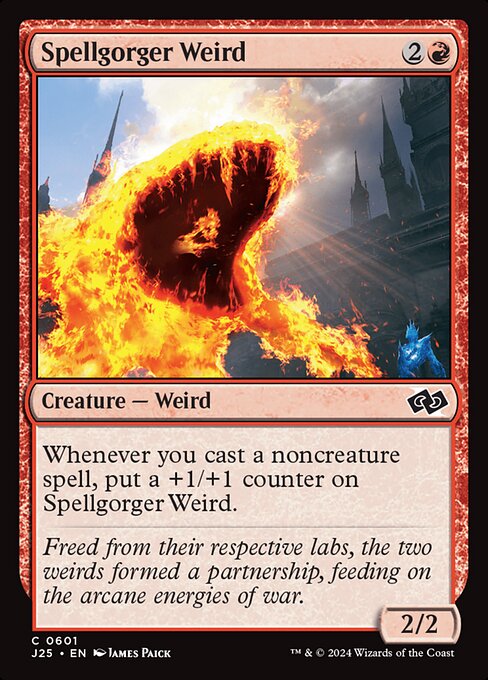 Spellgorger Weird 2
Creature — Weird
Whenever you cast a noncreature
spell, put a +1/+1 counter on
Spellgorger Weird.
Freed from their respective labs, the two
weirds formed a partnership, feeding on
the arcane energies of war.
2/2
C 0601
J25 • EN James Paick
™ & © 2024 Wizards of the Coast